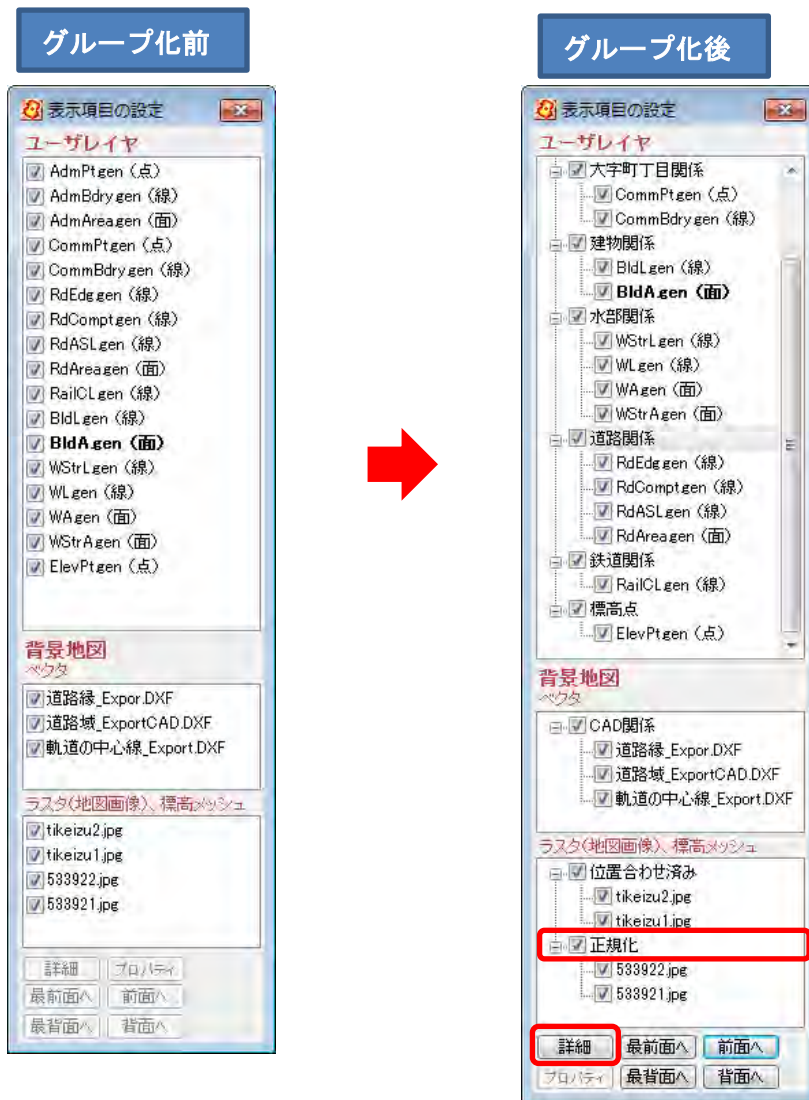 グループ化前
表示項目の設定
ユーザレイヤ
AdmPtgen (点)
AdmBdrygen (線)
AdmAreagen (面)
CommPtgen (点)
CommBdrygen (線)
RdEdggen (線)
RdComptgen (線)
RdASLgen (線)
RdAreagen (面)
RailCLgen (線)
BldLgen (線)
BldAgen (面)
WStrLgen (線)
WLgen (線)
WAgen (面)
WStrAgen (面)
ElevPtgen (点)
背景地図
ベクタ
道路縁_Expor.DXF
道路域_ExportCAD.DXF
軌道の中心線_Export.DXF
ラスタ(地図画像)、標高メッシュ
tikeizu2.jpg
tikeizu1.jpg
533922.jpg
533921.jpg
詳細 プロパティ
最前面へ 前面へ
最背面へ 背面へ
グループ化後
表示項目の設定
ユーザレイヤ
大字町丁目関係
CommPtgen (点)
CommBdrygen (線)
建物関係
BldLgen (線)
BldAgen (面)
水部関係
WStrLgen (線)
WLgen (線)
WAgen (面)
WStrAgen (面)
道路関係
RdEdggen (線)
RdComptgen (線)
RdASLgen (線)
RdAreagen (面)
鉄道関係
RailCLgen (線)
標高点
ElevPtgen (点)
背景地図
ベクタ
CAD関係
道路縁_Expor.DXF
道路域_ExportCAD.DXF
軌道の中心線_Export.DXF
ラスタ(地図画像)、標高メッシュ
位置合わせ済み
tikeizu2.jpg
tikeizu1.jpg
正規化
533922.jpg
533921.jpg
詳細 最前面へ 前面へ
プロパティ 最背面へ 背面へ